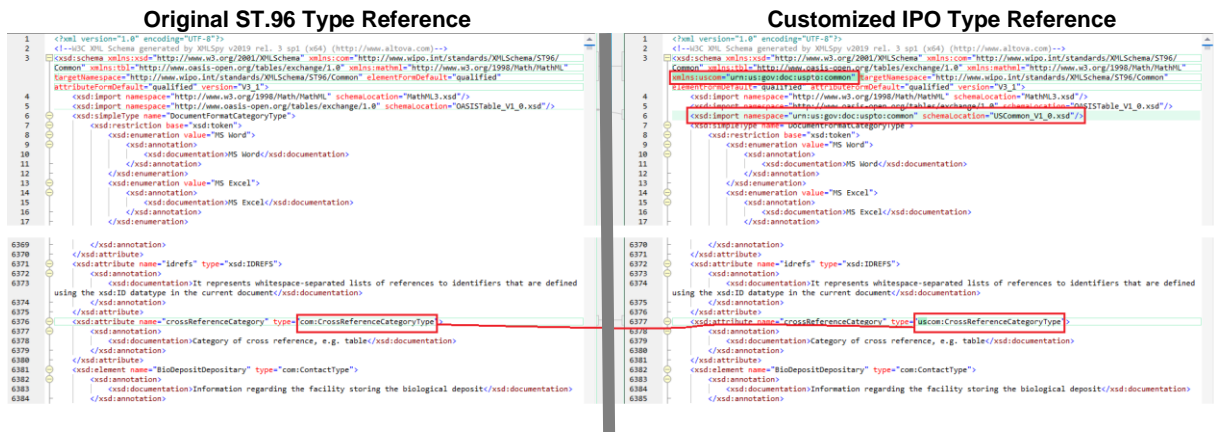 Original ST.96 Type Reference
1 <?xml version="1.0" encoding="UTF-8"?>
2 <!--W3C XML Schema generated by XMLSpy v2019 rel. 3 sp1 (x64) (http://www.altova.com)-->
3 <xsd:schema xmlns:xsd="http://www.w3.org/2001/XMLSchema" xmlns:com="http://www.wipo.int/standards/XMLSchema/ST96/
Common" xmlns:mathml="http://www.w3.org/1998/Math/MathML"
targetNamespace="http://www.wipo.int/standards/XMLSchema/ST96/Common" elementFormDefault="qualified"
attributeFormDefault="qualified" version="V3_1">
4 <xsd:import namespace="http://www.w3.org/1998/Math/MathML" schemaLocation="MathML3.xsd"/>
5 <xsd:import namespace="http://www.oasis-open.org/tables/exchange/1.0" schemaLocation="OASISTable_V1_0.xsd"/>
6 <xsd:simpleType name="DocumentFormatCategoryType">
7 <xsd:restriction base="xsd:token">
8 <xsd:enumeration value="MS Word">
9 <xsd:annotation>
10 <xsd:documentation>MS Word</xsd:documentation>
11 </xsd:annotation>
12 </xsd:enumeration>
13 <xsd:enumeration value="MS Excel">
14 <xsd:annotation>
15 <xsd:documentation>MS Excel</xsd:documentation>
16 </xsd:annotation>
17 </xsd:enumeration>
6369 </xsd:annotation>
6370 </xsd:attribute>
6371 <xsd:attribute name="idrefs" type="xsd:IDREFS">
6372 <xsd:annotation>
6373 <xsd:documentation>It represents whitespace-separated lists of references to identifiers that are defined
using the xsd:ID datatype in the current document</xsd:documentation>
6374 </xsd:annotation>
6375 </xsd:attribute>
6376 <xsd:attribute name="crossReferenceCategory" type="com:CrossReferenceCategoryType">
6377 <xsd:annotation>
6378 <xsd:documentation>Category of cross reference, e.g. table</xsd:documentation>
6379 </xsd:annotation>
6380 </xsd:attribute>
6381 <xsd:element name="BioDepositDepositary" type="com:ContactType">
6382 <xsd:annotation>
6383 <xsd:documentation>Information regarding the facility storing the biological deposit</xsd:documentation>
6384 </xsd:annotation>
Customized IPO Type Reference
1 <?xml version="1.0" encoding="UTF-8"?>
2 <!--W3C XML Schema generated by XMLSpy v2019 rel. 3 sp1 (x64) (http://www.altova.com)-->
3 <xsd:schema xmlns:xsd="http://www.w3.org/2001/XMLSchema" xmlns:com="http://www.wipo.int/standards/XMLSchema/ST96/
Common" xmlns:mathml="http://www.w3.org/1998/Math/MathML"
xmlns:uscom="urn:us:gov:doc:uspto:common" targetNamespace="http://www.wipo.int/standards/XMLSchema/ST96/Common"
elementFormDefault="qualified" attributeFormDefault="qualified" version="V3_1">
4 <xsd:import namespace="http://www.w3.org/1998/Math/MathML" schemaLocation="MathML3.xsd"/>
5 <xsd:import namespace="http://www.oasis-open.org/tables/exchange/1.0" schemaLocation="OASISTable_V1_0.xsd"/>
6 <xsd:import namespace="urn:us:gov:doc:uspto:common" schemaLocation="USCommon_V1_0.xsd"/>
7 <xsd:simpleType name="DocumentFormatCategoryType">
8 <xsd:restriction base="xsd:token">
9 <xsd:enumeration value="MS Word">
10 <xsd:annotation>
11 <xsd:documentation>MS Word</xsd:documentation>
12 </xsd:annotation>
13 </xsd:enumeration>
14 <xsd:enumeration value="MS Excel">
15 <xsd:annotation>
16 <xsd:documentation>MS Excel</xsd:documentation>
17 </xsd:annotation>
6370 </xsd:annotation>
6371 </xsd:attribute>
6372 <xsd:attribute name="idrefs" type="xsd:IDREFS">
6373 <xsd:annotation>
6374 <xsd:documentation>It represents whitespace-separated lists of references to identifiers that are defined
using the xsd:ID datatype in the current document</xsd:documentation>
6375 </xsd:annotation>
6376 </xsd:attribute>
6377 <xsd:attribute name="crossReferenceCategory" type="uscom:CrossReferenceCategoryType">
6378 <xsd:annotation>
6379 <xsd:documentation>Category of cross reference, e.g. table</xsd:documentation>
6380 </xsd:annotation>
6381 </xsd:attribute>
6382 <xsd:element name="BioDepositDepositary" type="com:ContactType">
6383 <xsd:annotation>
6384 <xsd:documentation>Information regarding the facility storing the biological deposit</xsd:documentation>
6385 </xsd:annotation>